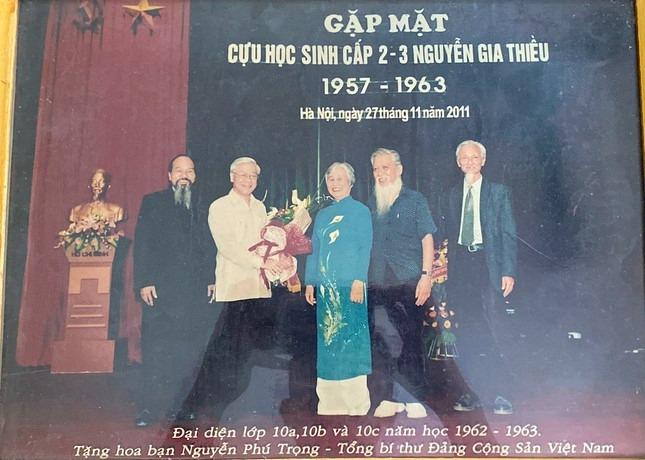 GẶP MẶT
CỰU HỌC SINH CẤP 2-3 NGUYỄN GIA THIỀU
1957 - 1963
Hà Nội, ngày 27 tháng 11 năm 2011
HỒ CHÍ MINH
Đại diện lớp 10a,10b và 10c năm học 1962 - 1963.
Tặng hoa bạn Nguyễn Phú Trọng - Tổng bí thư Đảng Cộng Sản Việt Nam